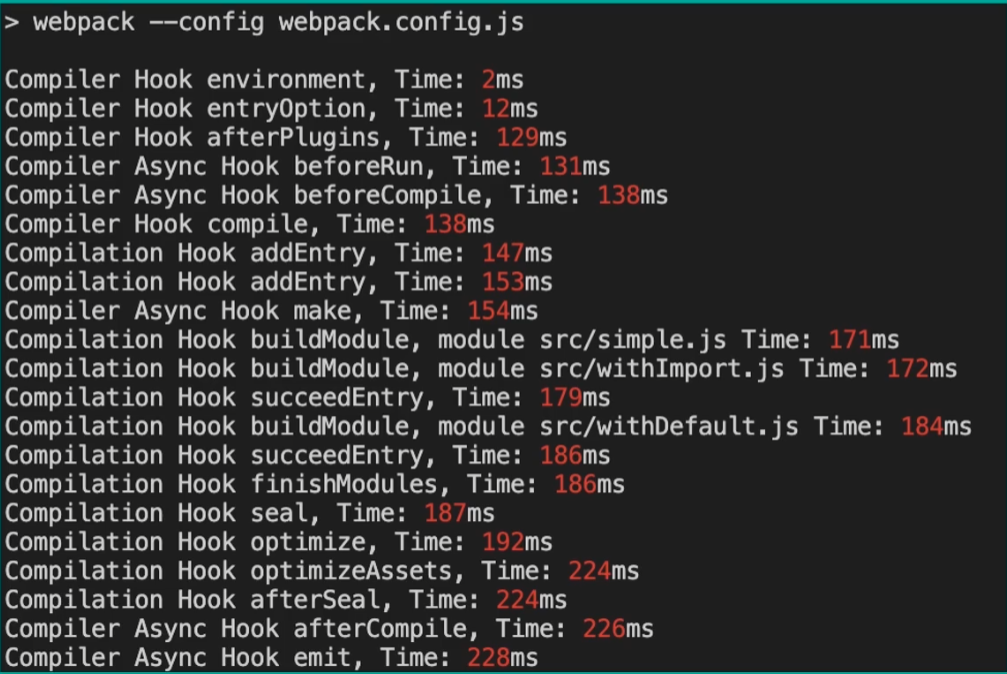 > webpack --config webpack.config.js
Compiler Hook environment, Time: 2ms
Compiler Hook entryOption, Time: 12ms
Compiler Hook afterPlugins, Time: 129ms
Compiler Async Hook beforeRun, Time: 131ms
Compiler Async Hook beforeCompile, Time: 138ms
Compiler Hook compile, Time: 138ms
Compilation Hook addEntry, Time: 147ms
Compilation Hook addEntry, Time: 153ms
Compiler Async Hook make, Time: 154ms
Compilation Hook buildModule, module src/simple.js Time: 171ms
Compilation Hook buildModule, module src/withImport.js Time: 172ms
Compilation Hook succeedEntry, Time: 179ms
Compilation Hook buildModule, module src/withDefault.js Time: 184ms
Compilation Hook succeedEntry, Time: 186ms
Compilation Hook finishModules, Time: 186ms
Compilation Hook seal, Time: 187ms
Compilation Hook optimize, Time: 192ms
Compilation Hook optimizeAssets, Time: 224ms
Compilation Hook afterSeal, Time: 224ms
Compiler Async Hook afterCompile, Time: 226ms
Compiler Async Hook emit, Time: 228ms